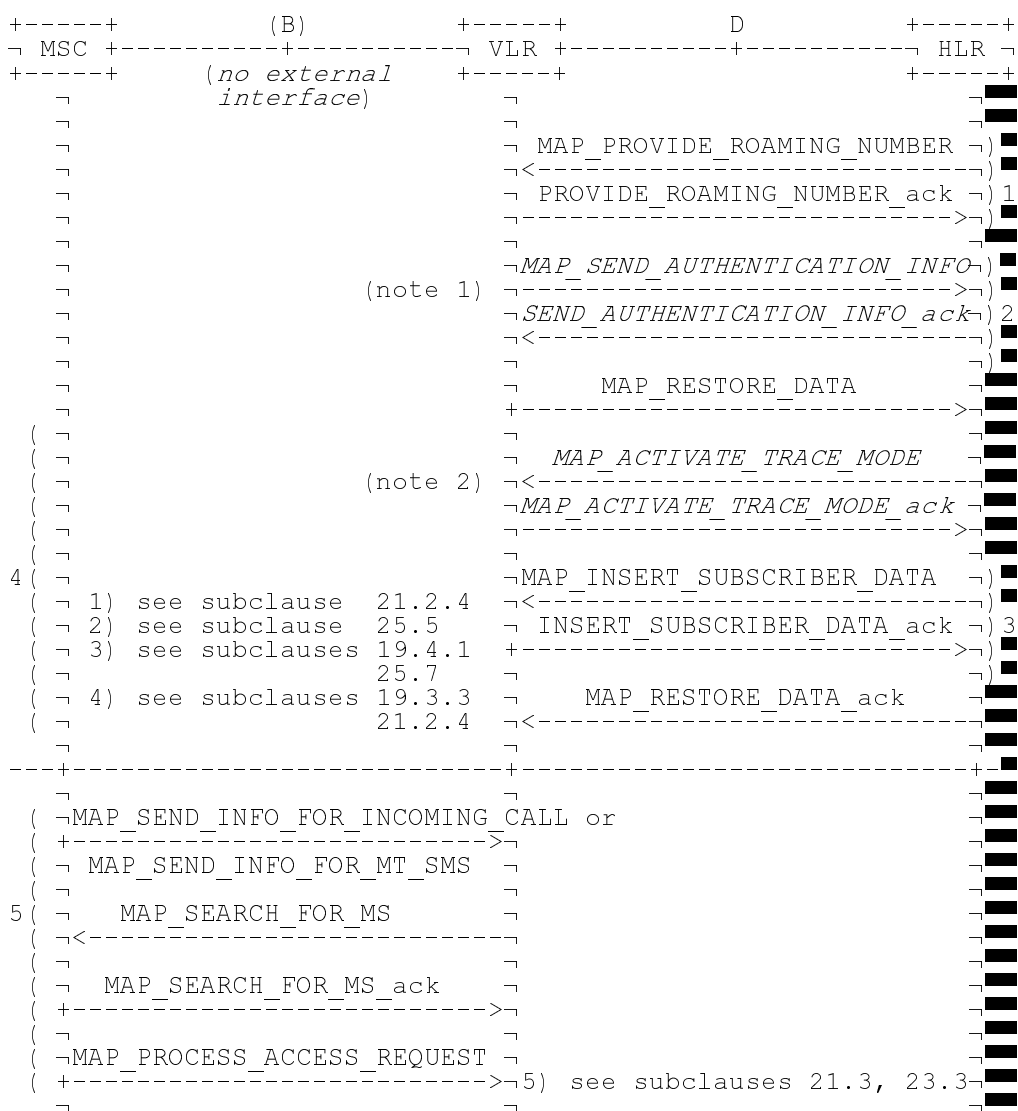 (B) D
MSC VLR HLR
(no external
interface)
MAP_PROVIDE_ROAMING_NUMBER )
)
PROVIDE_ROAMING_NUMBER_ack )1
)
MAP_SEND_AUTHENTICATION_INFO )
(note 1) )
SEND_AUTHENTICATION_INFO_ack )2
)
)
MAP_RESTORE_DATA
(
( MAP_ACTIVATE_TRACE_MODE
( (note 2)
( MAP_ACTIVATE_TRACE_MODE_ack
(
(
4( MAP_INSERT_SUBSCRIBER_DATA )
( 1) see subclause 21.2.4 )
( 2) see subclause 25.5 INSERT_SUBSCRIBER_DATA_ack )3
( 3) see subclauses 19.4.1 )
( 25.7 )
( 4) see subclauses 19.3.3 MAP_RESTORE_DATA_ack
( 21.2.4
( MAP_SEND_INFO_FOR_INCOMING_CALL or
(
( MAP_SEND_INFO_FOR_MT_SMS
(
5( MAP_SEARCH_FOR_MS
(
(
( MAP_SEARCH_FOR_MS_ack
(
(
( MAP_PROCESS_ACCESS_REQUEST
( 5) see subclauses 21.3, 23.3